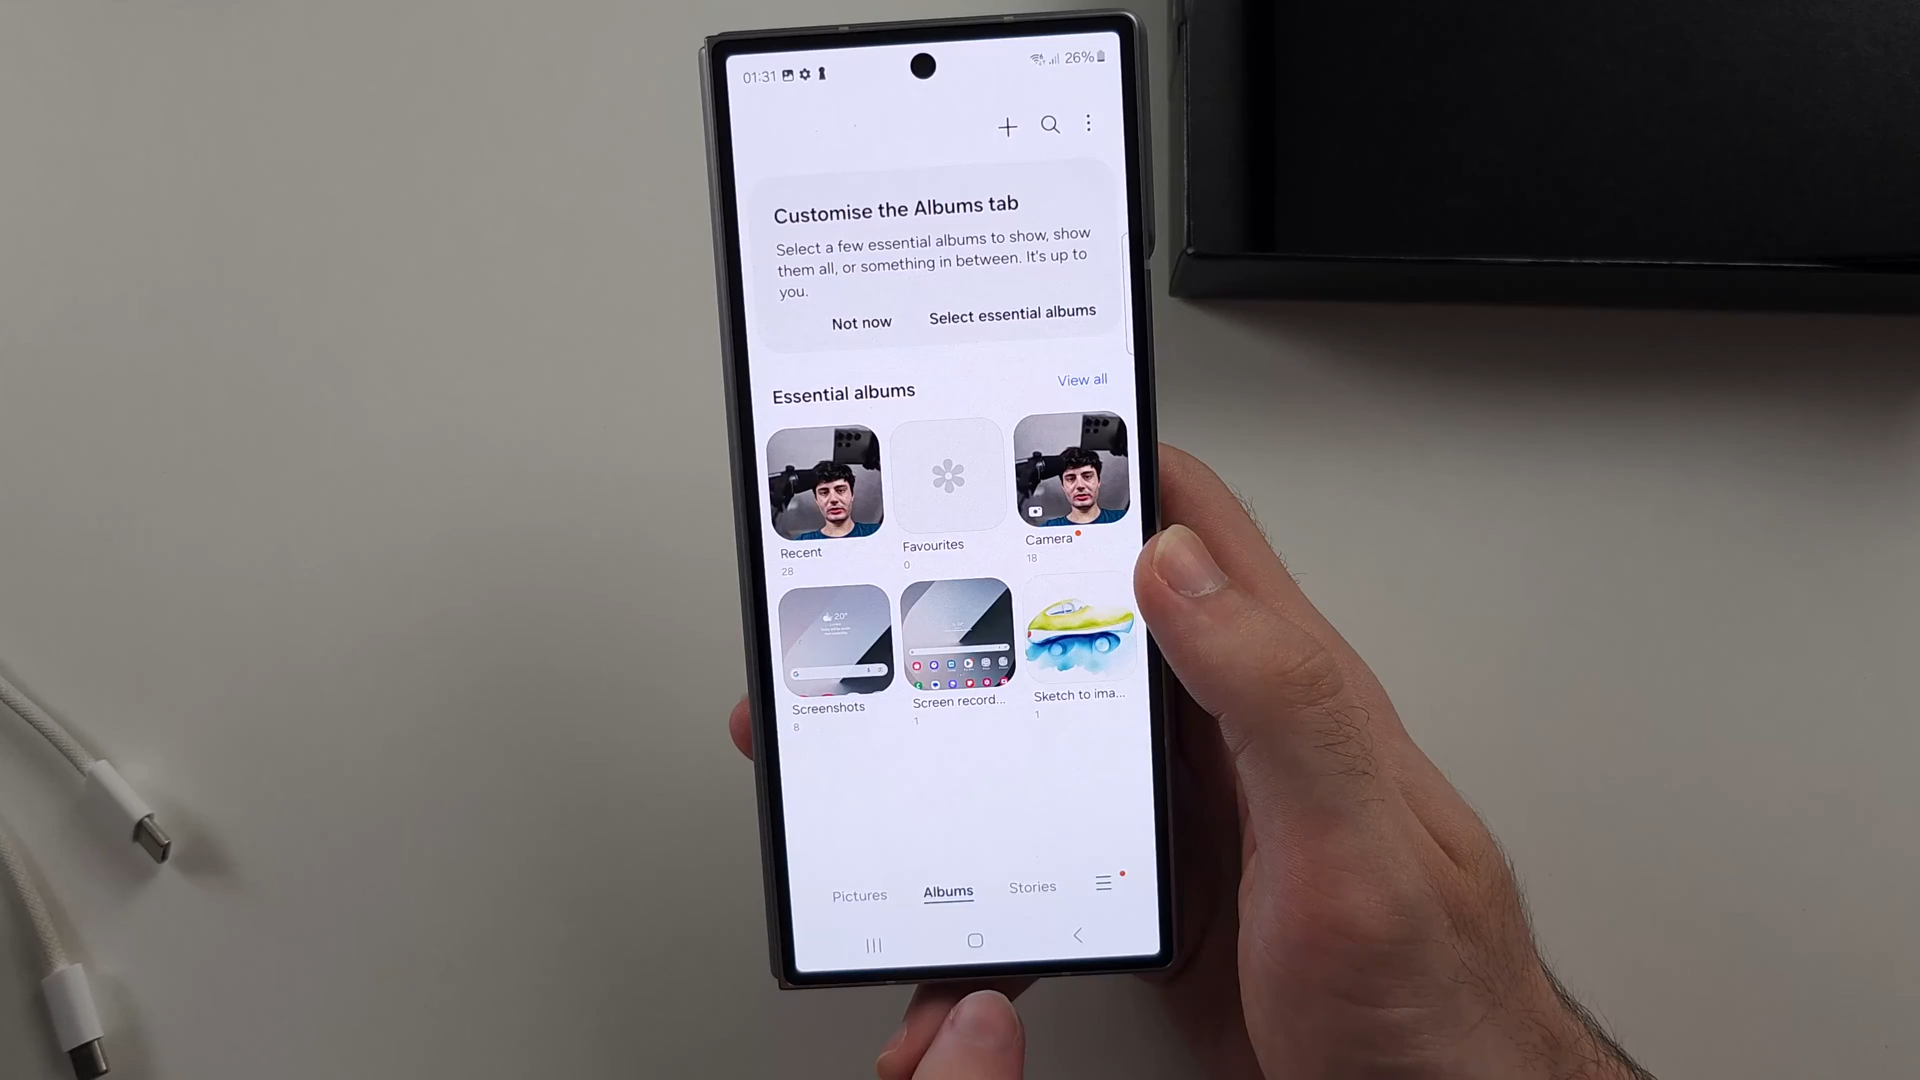 01:31
26%
Customise the Albums tab
Select a few essential albums to show, show
them all, or something in between. It's up to
you.
Not now
Select essential albums
Essential albums
View all
Recent
28
Favourites
0
Camera
18
20°
Screenshots
8
Screen record...
1
Sketch to ima...
1
Pictures
Albums
Stories